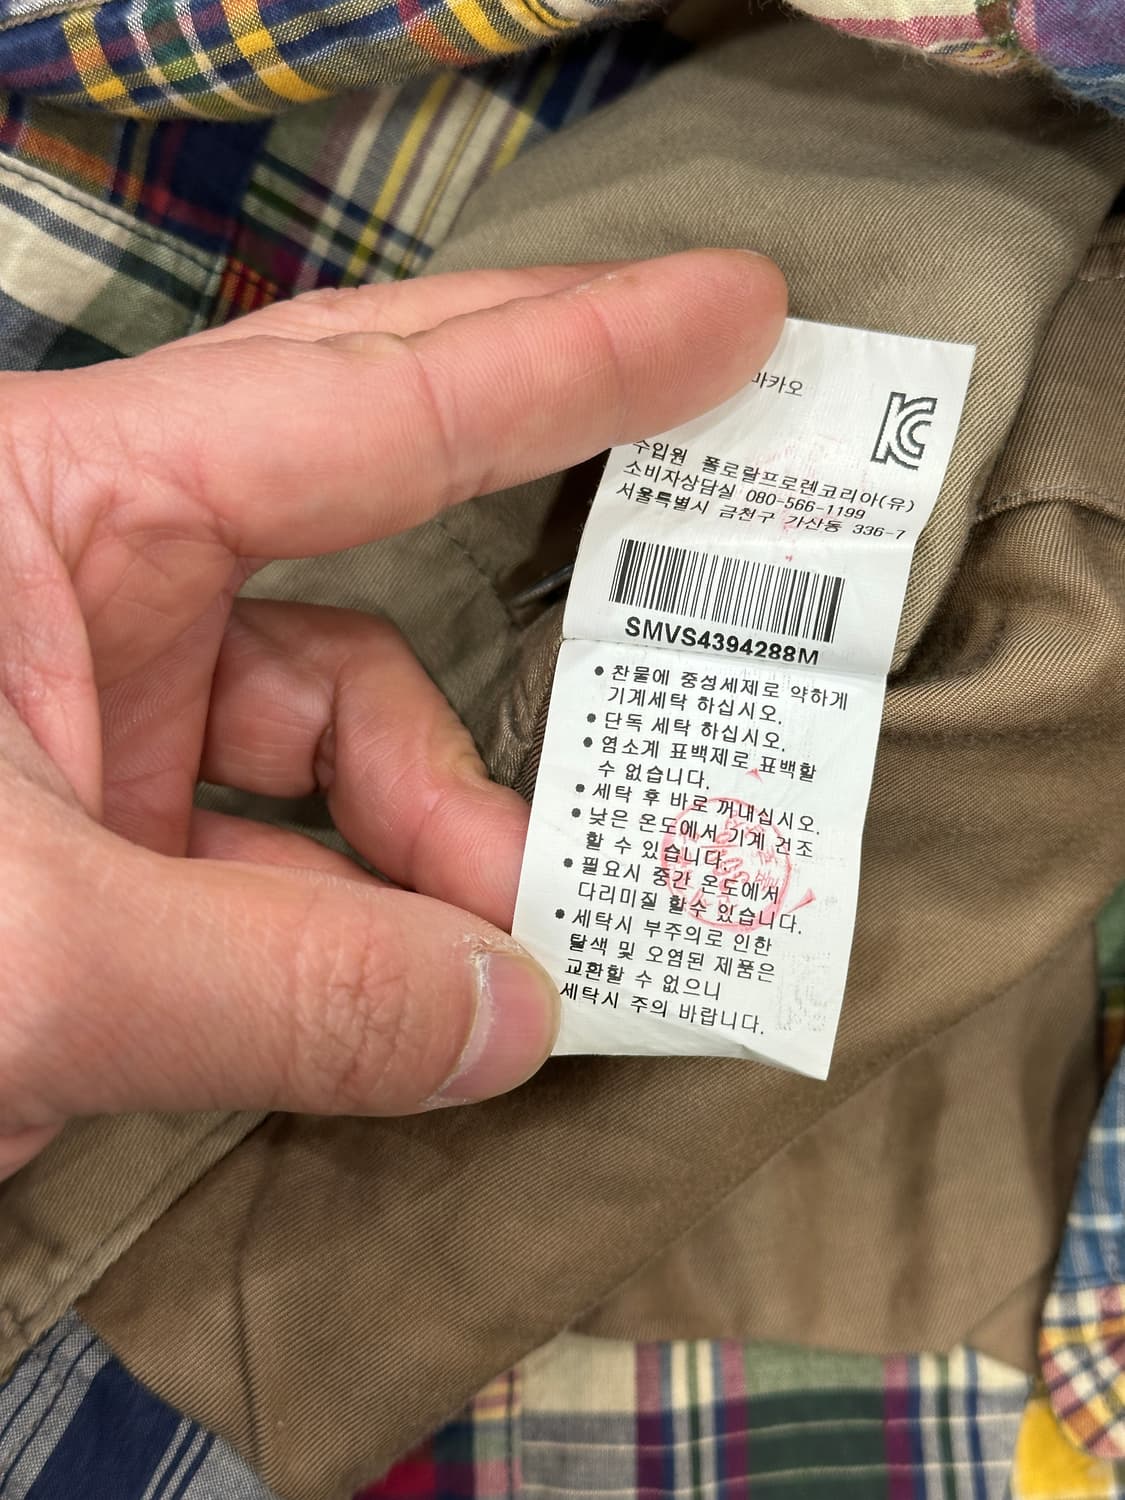 마카오
KC
수입원 폴로랄프로렌코리아(유)
소비자상담실 080-566-1199
서울특별시 금천구 가산동 336-7
SMVS4394288M
● 찬물에 중성세제로 약하게
기계세탁 하십시오.
● 단독 세탁 하십시오.
● 염소계 표백제로 표백할
수 없습니다.
● 세탁 후 바로 꺼내십시오.
● 낮은 온도에서 기계 건조
할 수 있습니다.
● 필요시 중간 온도에서
다리미질 할수 있습니다.
● 세탁시 부주의로 인한
탈색 및 오염된 제품은
교환할 수 없으니
세탁시 주의 바랍니다.